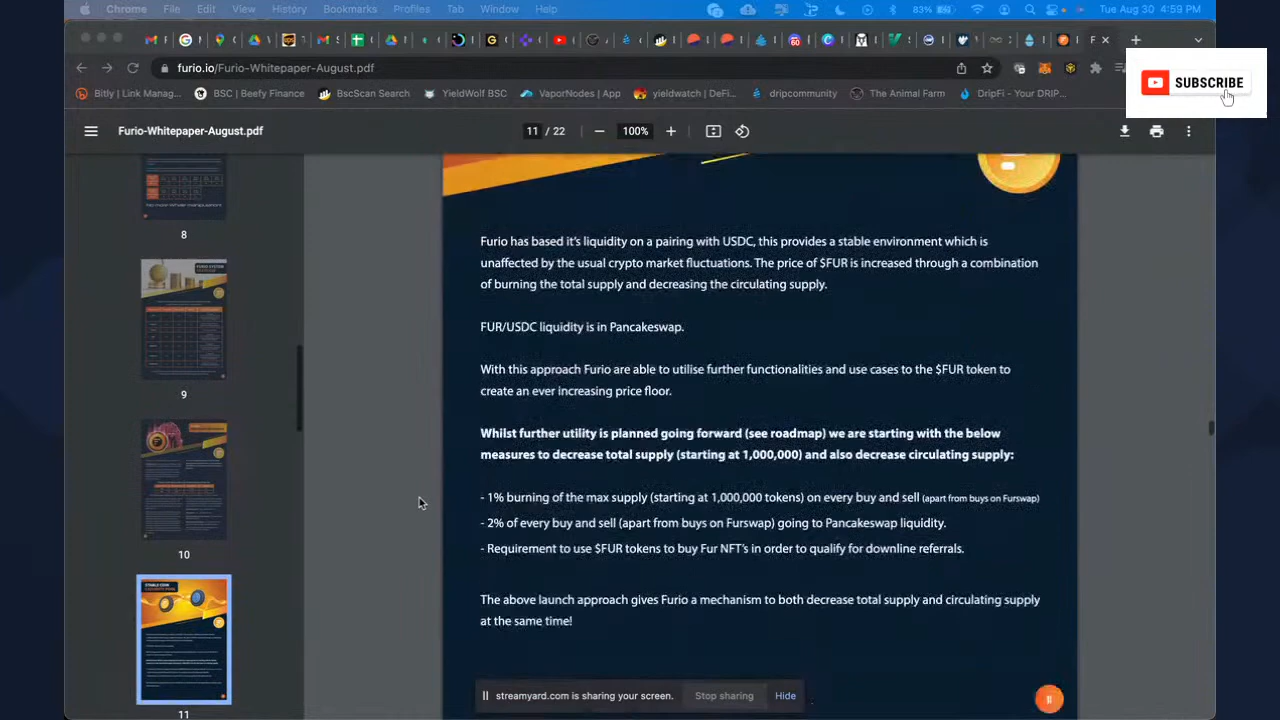 Chrome File Edit View History Bookmarks Profiles Tab Window Help 83% Tue Aug 30 4:59 PM
furio.io/Furio-Whitepaper-August.pdf
SUBSCRIBE
Bitly | Link Manag... BSC | Beefy Finance BscScan Search YieldWolf BSC VaporNodes | App yieldwatch | DeFi... dripcommunity The Animal Farm DripFi - Your DRIP...
Furio-Whitepaper-August.pdf 11 / 22 100%
8
9
10
11
Furio has based it's liquidity on a pairing with USDC, this provides a stable environment which is
unaffected by the usual crypto market fluctuations. The price of $FUR is increased through a combination
of burning the total supply and decreasing the circulating supply.
FUR/USDC liquidity is in Pancakeswap.
With this approach Furio are able to utilise further functionalities and use cases to the $FUR token to
create an ever increasing price floor.
Whilst further utility is planned going forward (see roadmap) we are starting with the below
measures to decrease total supply (starting at 1,000,000) and also decrease circulating supply:
- 1% burning of the total supply (starting at 1,000,000 tokens) on every buy and sell (apart from buys on Furswap)
- 2% on every buy and sell (apart from buys on Furswap) going to Pancakeswap liquidity.
- Requirement to use $FUR tokens to buy Fur NFT's in order to qualify for downline referrals.
The above launch approach gives Furio a mechanism to both decrease total supply and circulating supply
at the same time!
streamyard.com is sharing your screen. Stop sharing Hide